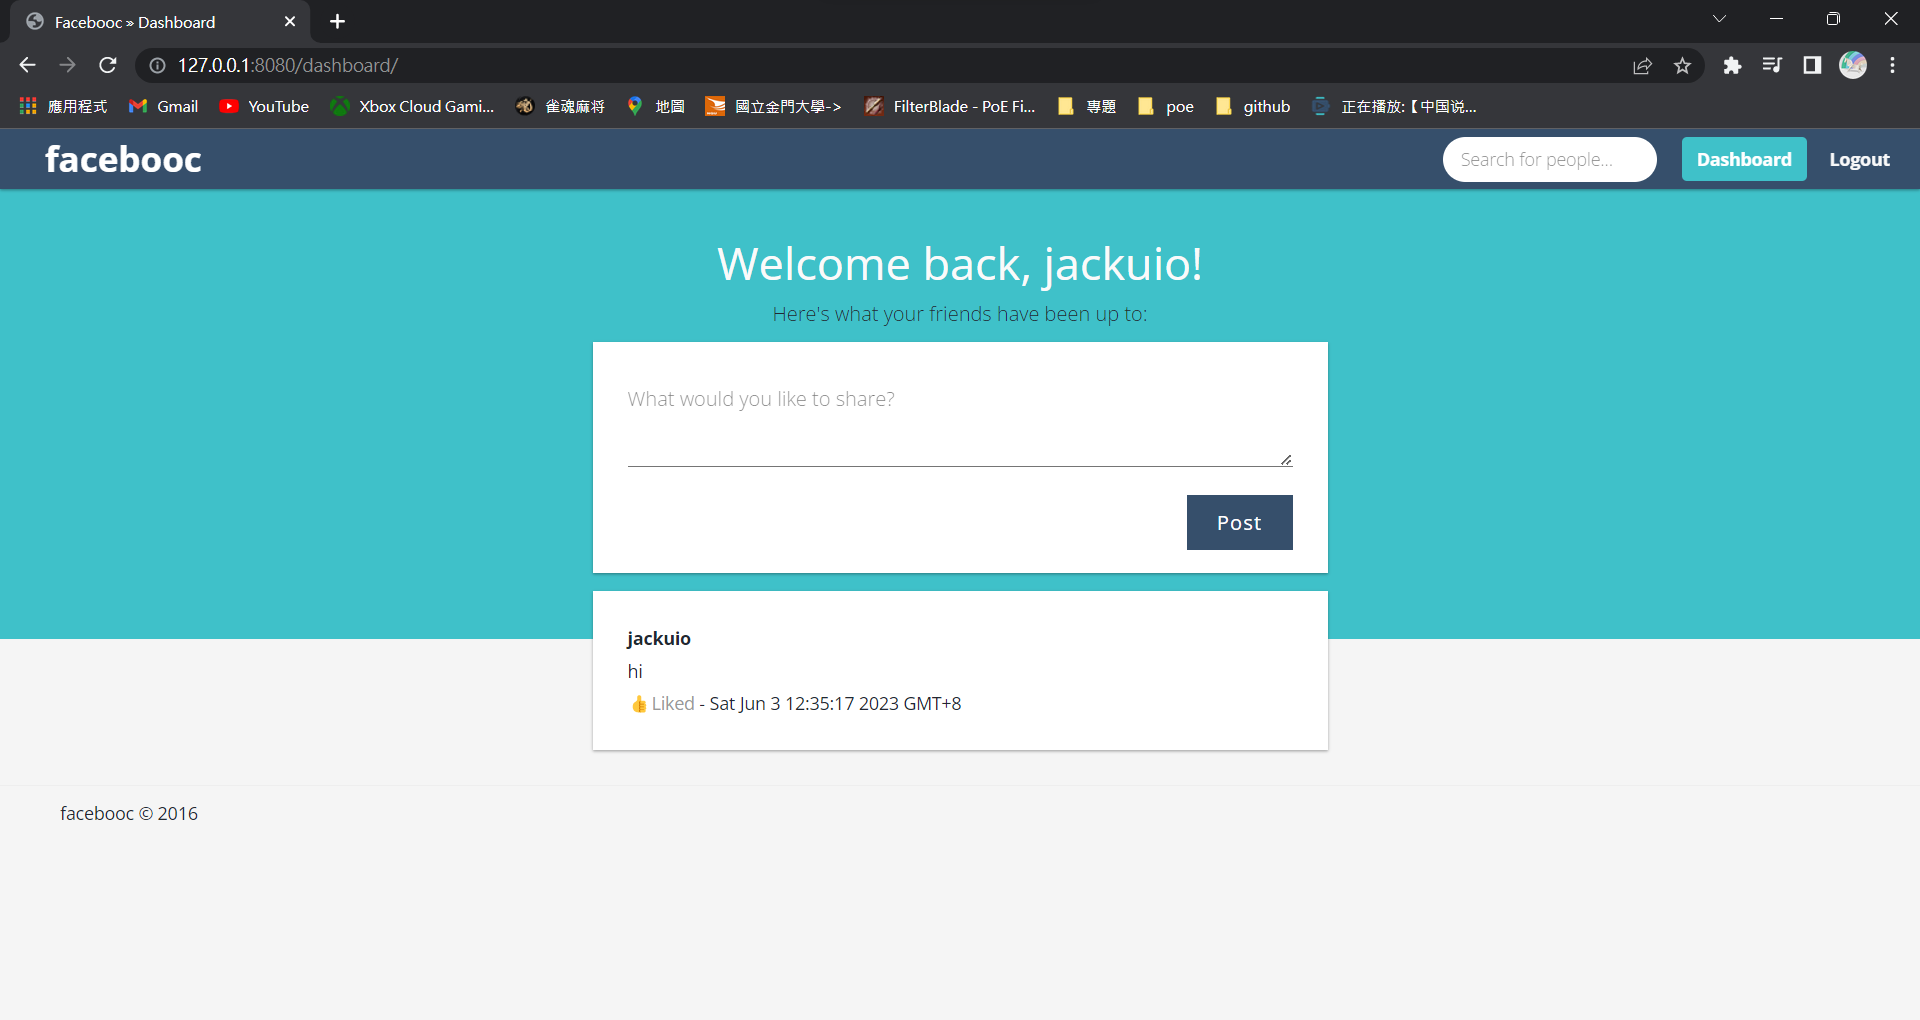 Facebooc » Dashboard
127.0.0.1:8080/dashboard/
應用程式 Gmail YouTube Xbox Cloud Gami... 雀魂麻将 地圖 國立金門大學-> FilterBlade - PoE Fi... 專題 poe github 正在播放:【中国说...
facebooc Search for people... Dashboard Logout
Welcome back, jackuio!
Here's what your friends have been up to:
What would you like to share?
Post
jackuio
hi
👍 Liked - Sat Jun 3 12:35:17 2023 GMT+8
facebooc © 2016